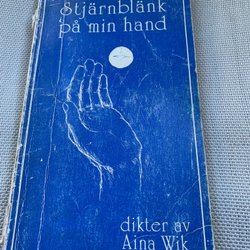 Stjärnblänk
på min hand
dikter av
Aina Wik